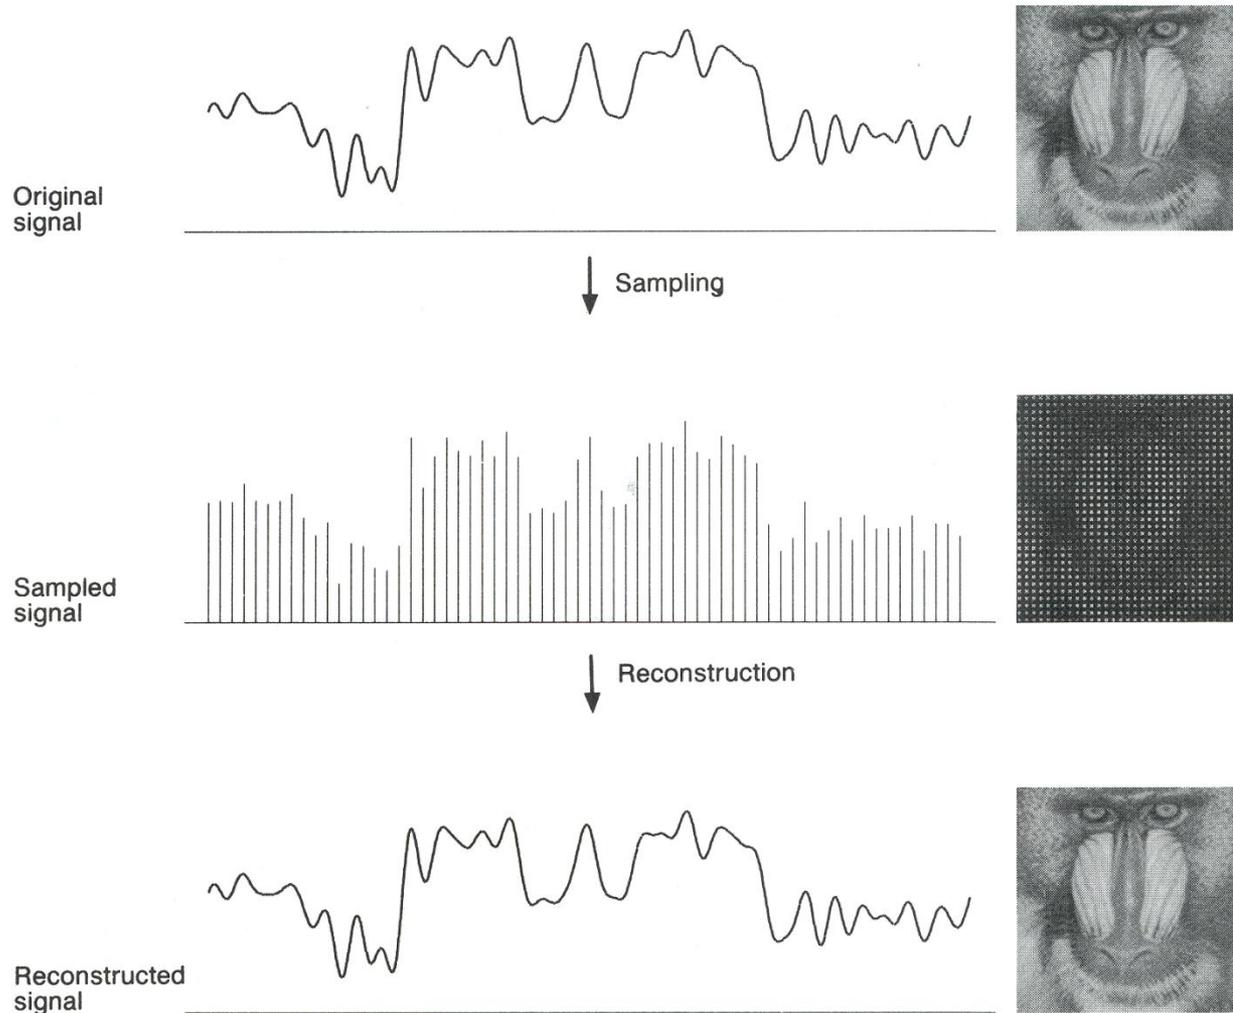 Original
signal
Sampling
Sampled
signal
Reconstruction
Reconstructed
signal